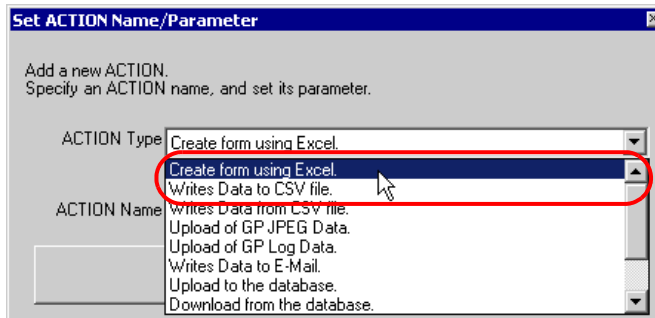 Set ACTION Name/Parameter
Add a new ACTION.
Specify an ACTION name, and set its parameter.
ACTION Type Create form using Excel.
Create form using Excel.
Writes Data to CSV file.
ACTION Name Writes Data from CSV file.
Upload of GP JPEG Data.
Upload of GP Log Data.
Writes Data to E-Mail.
Upload to the database.
Download from the database.